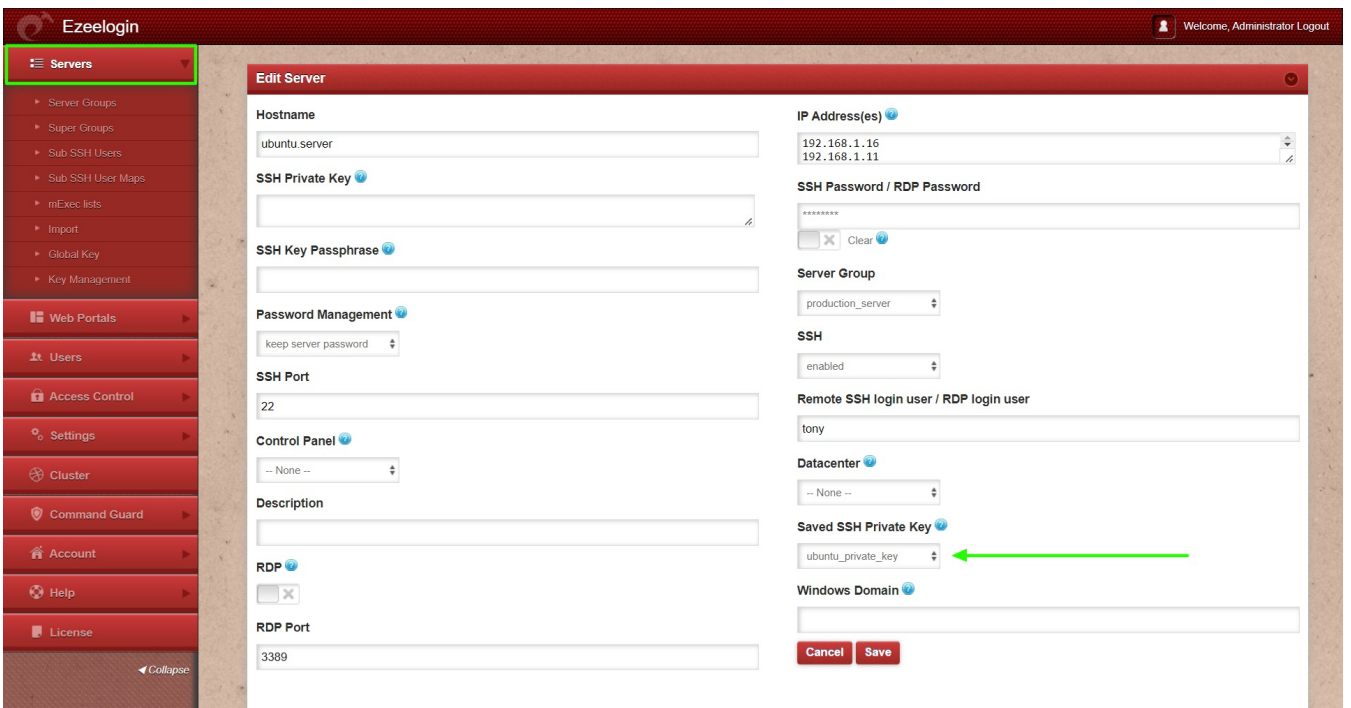 Ezeelogin
Welcome, Administrator Logout
Servers
Server Groups
Super Groups
Sub SSH Users
Sub SSH User Maps
mExec lists
Import
Global Key
Key Management
Web Portals
Users
Access Control
Settings
Cluster
Command Guard
Account
Help
License
Collapse
Edit Server
Hostname
ubuntu.server
SSH Private Key
SSH Key Passphrase
Password Management
keep server password
SSH Port
22
Control Panel
-- None --
Description
RDP
RDP Port
3389
IP Address(es)
192.168.1.16
192.168.1.11
SSH Password / RDP Password
********
Clear
Server Group
production_server
SSH
enabled
Remote SSH login user / RDP login user
tony
Datacenter
-- None --
Saved SSH Private Key
ubuntu_private_key
Windows Domain
Cancel Save